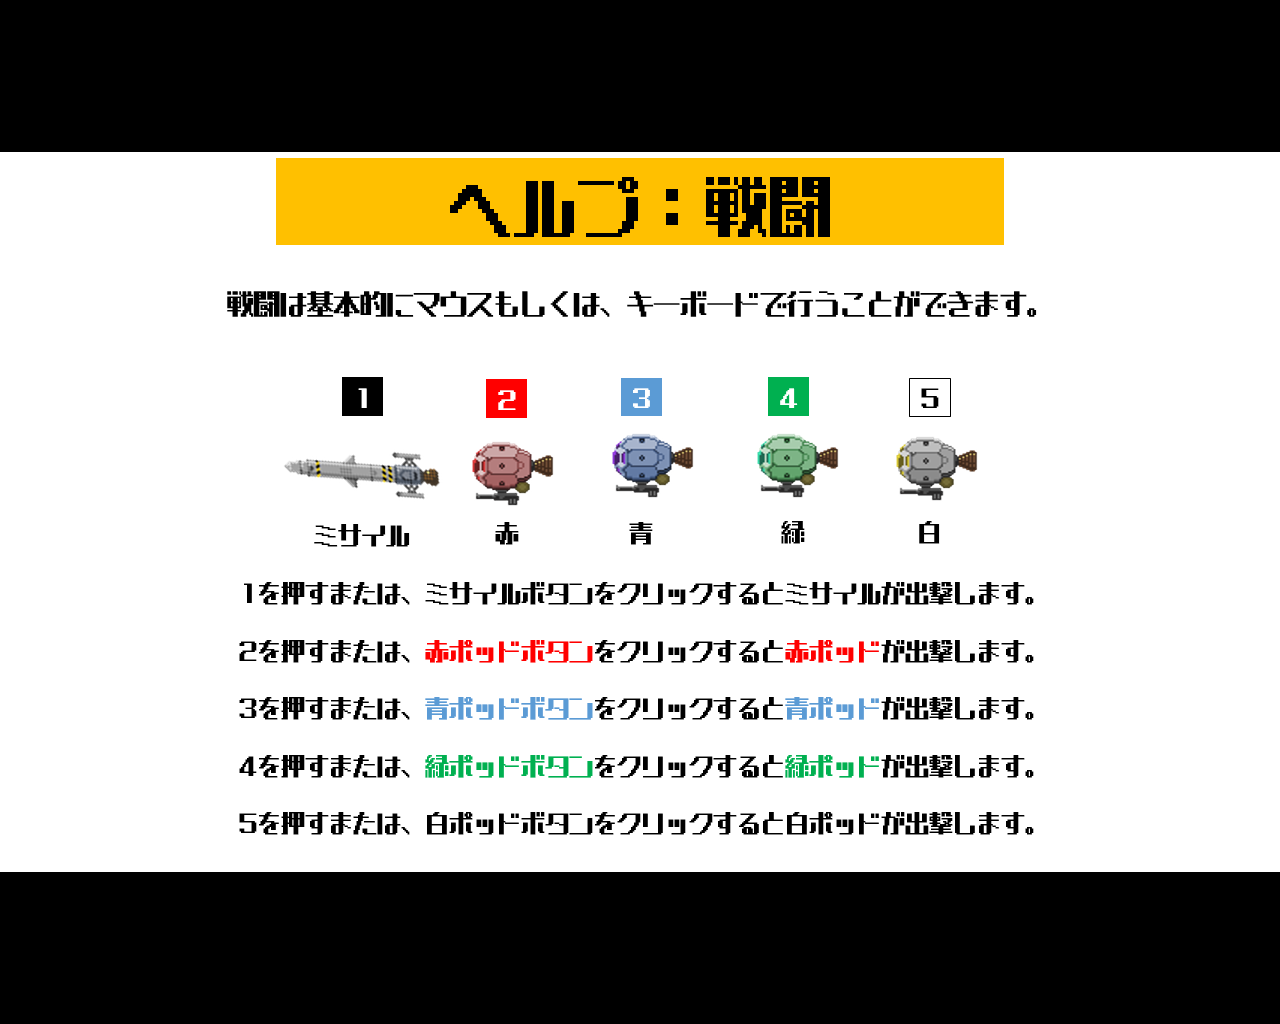 ヘルプ：戦闘
戦闘は基本的にマウスもしくは、キーボードで行うことができます。
1 2 3 4 5
ミサイル 赤 青 緑 白
1を押すまたは、ミサイルボタンをクリックするとミサイルが出撃します。
2を押すまたは、赤ポッドボタンをクリックすると赤ポッドが出撃します。
3を押すまたは、青ポッドボタンをクリックすると青ポッドが出撃します。
4を押すまたは、緑ポッドボタンをクリックすると緑ポッドが出撃します。
5を押すまたは、白ポッドボタンをクリックすると白ポッドが出撃します。